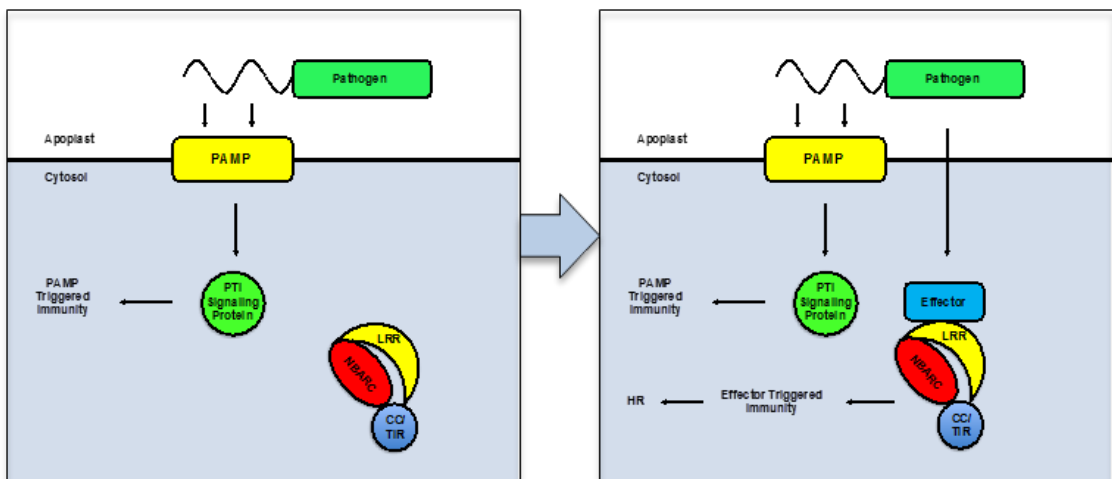 Pathogen
Apoplast
PAMP
Cytosol
PAMP
Triggered
Immunity
PTI
Signaling
Protein
LRR
NBARC
CC/
TIR
Pathogen
Apoplast
PAMP
Cytosol
PAMP
Triggered
Immunity
PTI
Signaling
Protein
Effector
LRR
NBARC
HR
Effector Triggered
Immunity
CC/
TIR